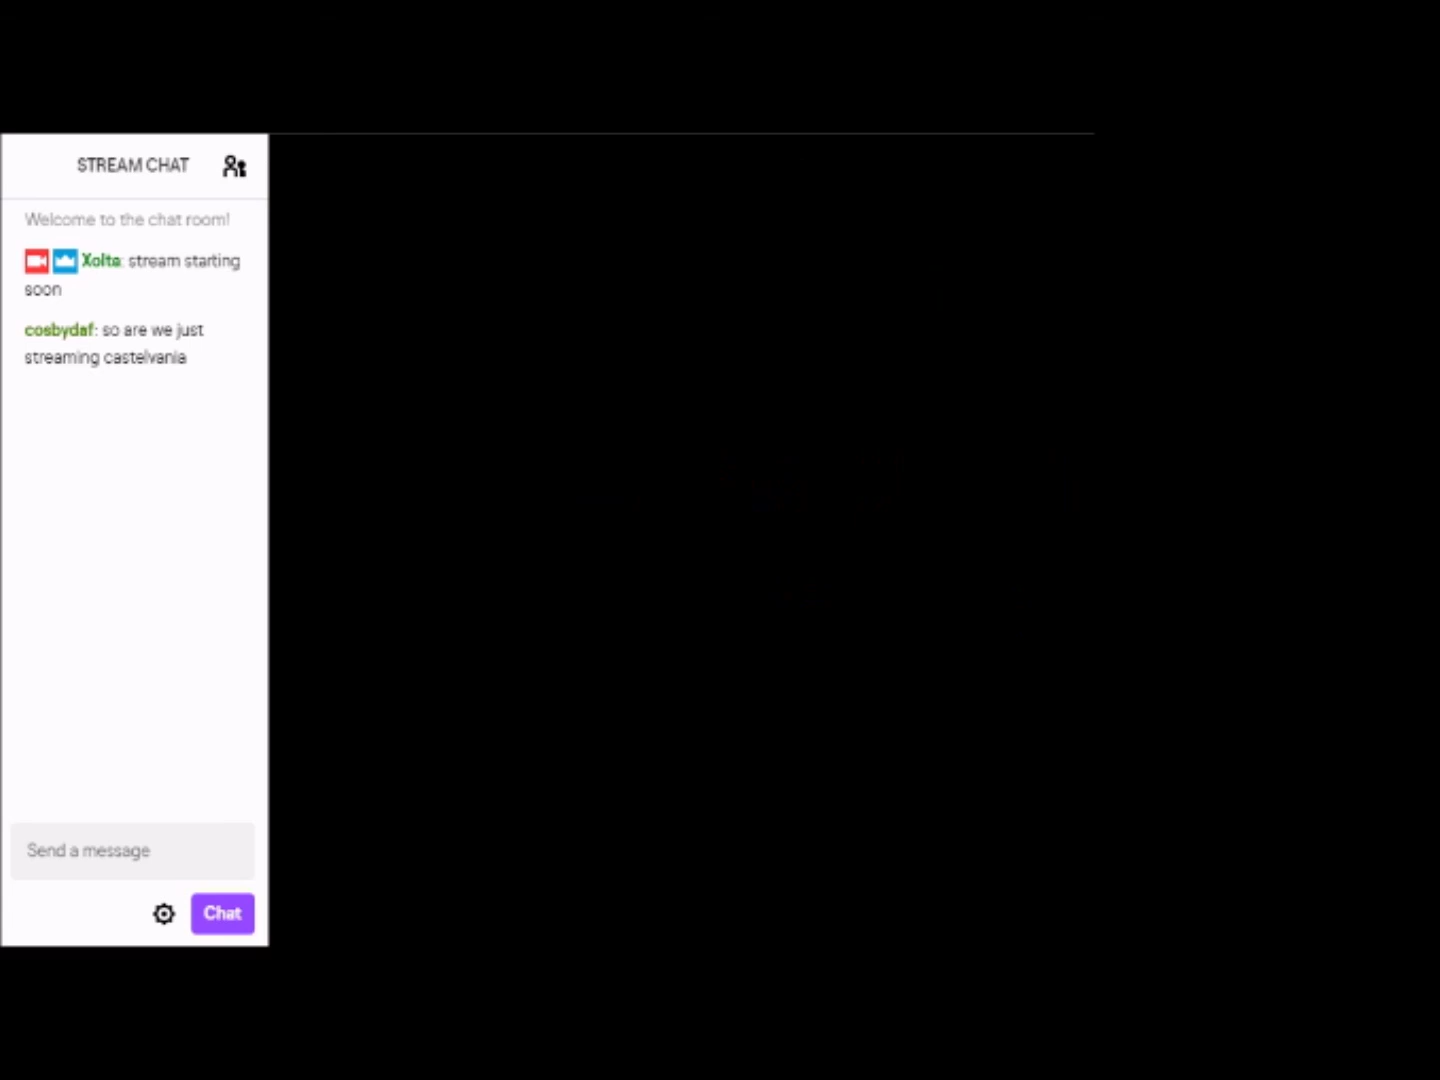 STREAM CHAT
Welcome to the chat room!
Xolta: stream starting
soon
cosbydaf: so are we just
streaming castelvania
Send a message
Chat